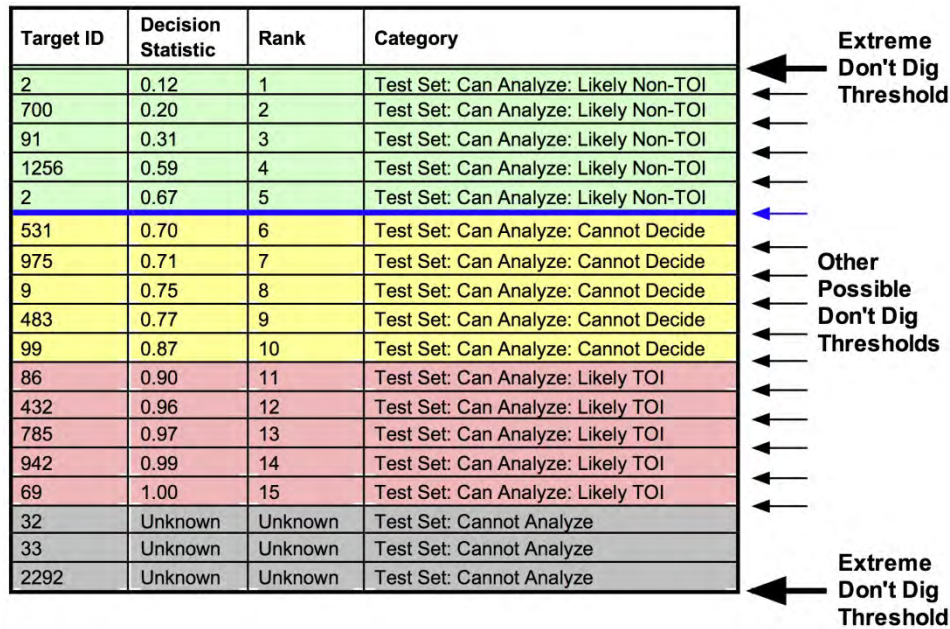 Target ID Decision Statistic Rank Category
2 0.12 1 Test Set: Can Analyze: Likely Non-TOI
700 0.20 2 Test Set: Can Analyze: Likely Non-TOI
91 0.31 3 Test Set: Can Analyze: Likely Non-TOI
1256 0.59 4 Test Set: Can Analyze: Likely Non-TOI
2 0.67 5 Test Set: Can Analyze: Likely Non-TOI
531 0.70 6 Test Set: Can Analyze: Cannot Decide
975 0.71 7 Test Set: Can Analyze: Cannot Decide
9 0.75 8 Test Set: Can Analyze: Cannot Decide
483 0.77 9 Test Set: Can Analyze: Cannot Decide
99 0.87 10 Test Set: Can Analyze: Cannot Decide
86 0.90 11 Test Set: Can Analyze: Likely TOI
432 0.96 12 Test Set: Can Analyze: Likely TOI
785 0.97 13 Test Set: Can Analyze: Likely TOI
942 0.99 14 Test Set: Can Analyze: Likely TOI
69 1.00 15 Test Set: Can Analyze: Likely TOI
32 Unknown Unknown Test Set: Cannot Analyze
33 Unknown Unknown Test Set: Cannot Analyze
2292 Unknown Unknown Test Set: Cannot Analyze
Extreme
Don't Dig
Threshold
Other
Possible
Don't Dig
Thresholds
Extreme
Don't Dig
Threshold